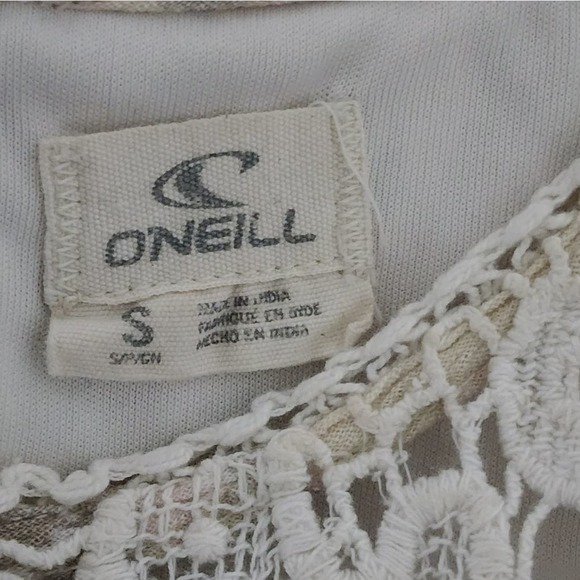 O'NEILL
S
S/P/CH
MADE IN INDIA
FABRIQUÉ EN INDE
HECHO EN INDIA